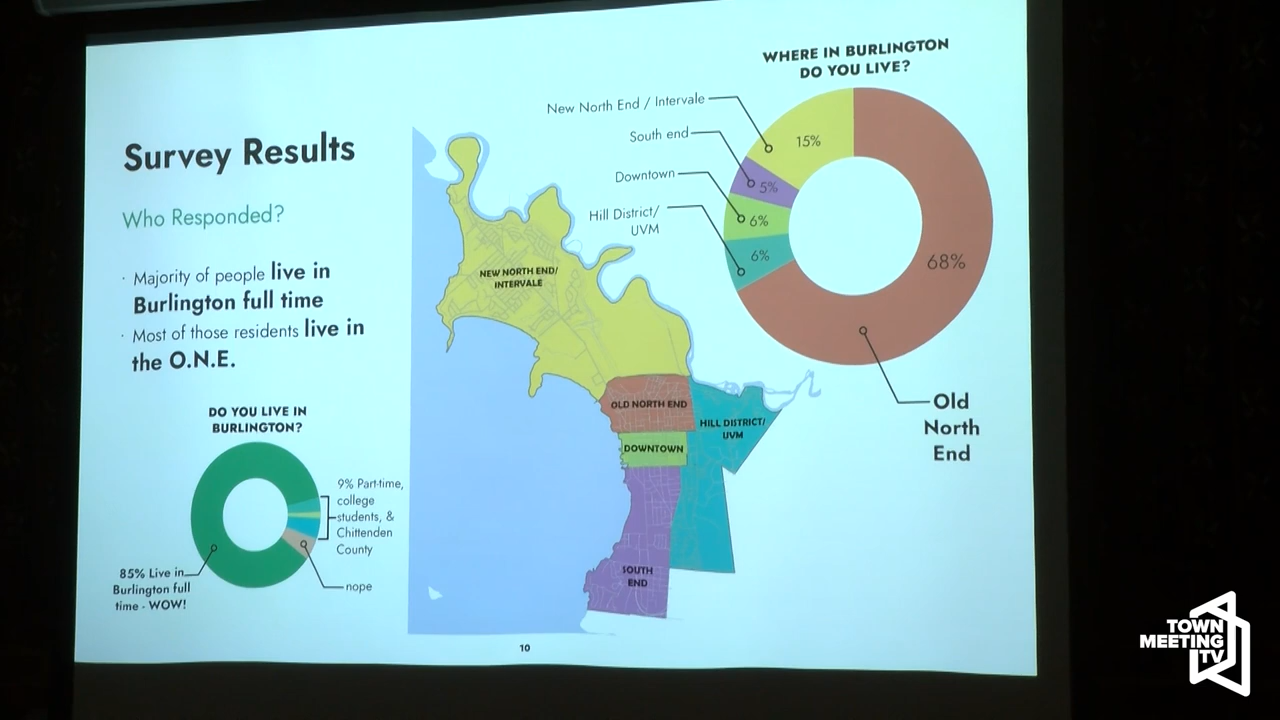 Survey Results
Who Responded?
· Majority of people live in
Burlington full time
· Most of those residents live in
the O.N.E.
DO YOU LIVE IN
BURLINGTON?
9% Part-time,
college
students, &
Chittenden
County
85% Live in
Burlington full
time - WOW!
nope
NEW NORTH END/
INTERVALE
OLD NORTH END
HILL DISTRICT/
UVM
DOWNTOWN
SOUTH
END
WHERE IN BURLINGTON
DO YOU LIVE?
New North End / Intervale
South end
Downtown
Hill District/
UVM
15%
5%
6%
6%
68%
Old
North
End
10
TOWN
MEETING
TV